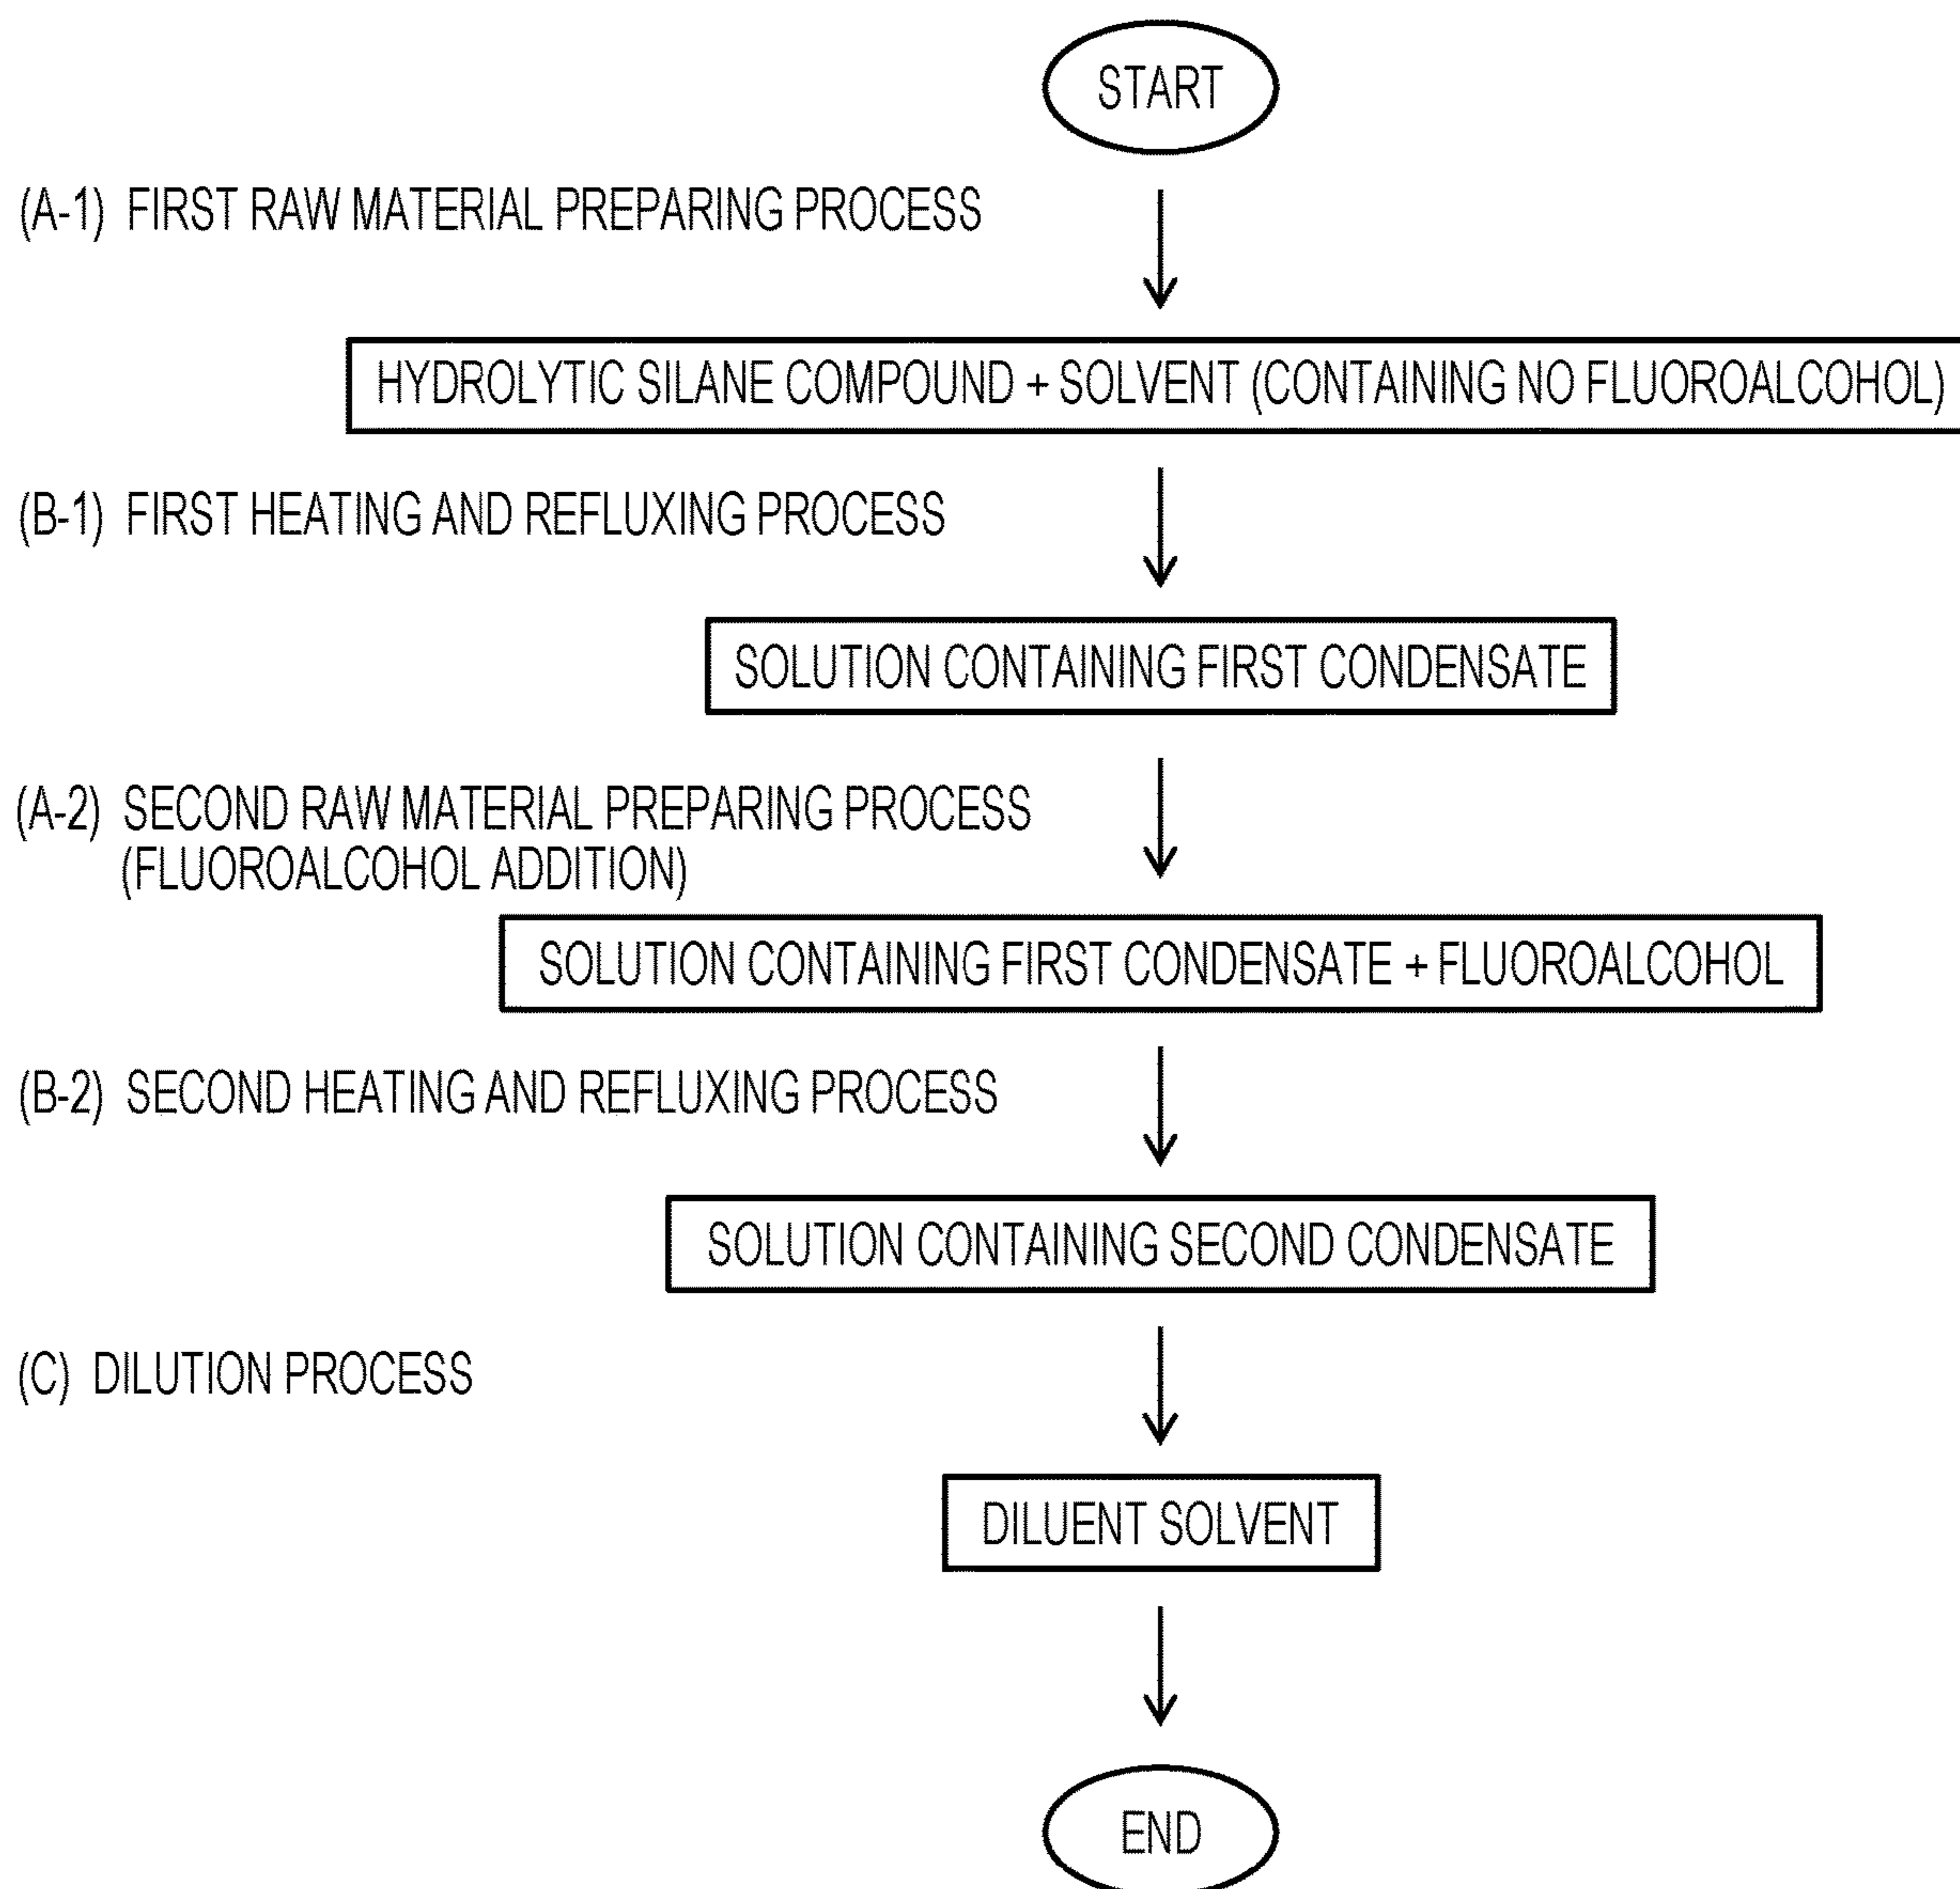 START
(A-1) FIRST RAW MATERIAL PREPARING PROCESS
HYDROLYTIC SILANE COMPOUND + SOLVENT (CONTAINING NO FLUOROALCOHOL)
(B-1) FIRST HEATING AND REFLUXING PROCESS
SOLUTION CONTAINING FIRST CONDENSATE
(A-2) SECOND RAW MATERIAL PREPARING PROCESS
(FLUOROALCOHOL ADDITION)
SOLUTION CONTAINING FIRST CONDENSATE + FLUOROALCOHOL
(B-2) SECOND HEATING AND REFLUXING PROCESS
SOLUTION CONTAINING SECOND CONDENSATE
(C) DILUTION PROCESS
DILUENT SOLVENT
END